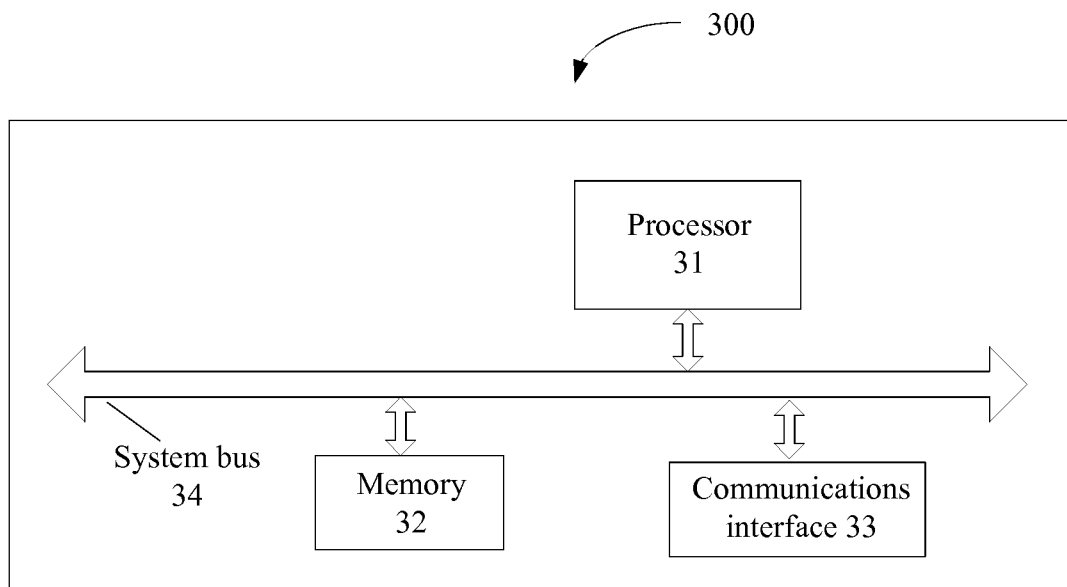 300
Processor
31
System bus
34
Memory
32
Communications
interface 33